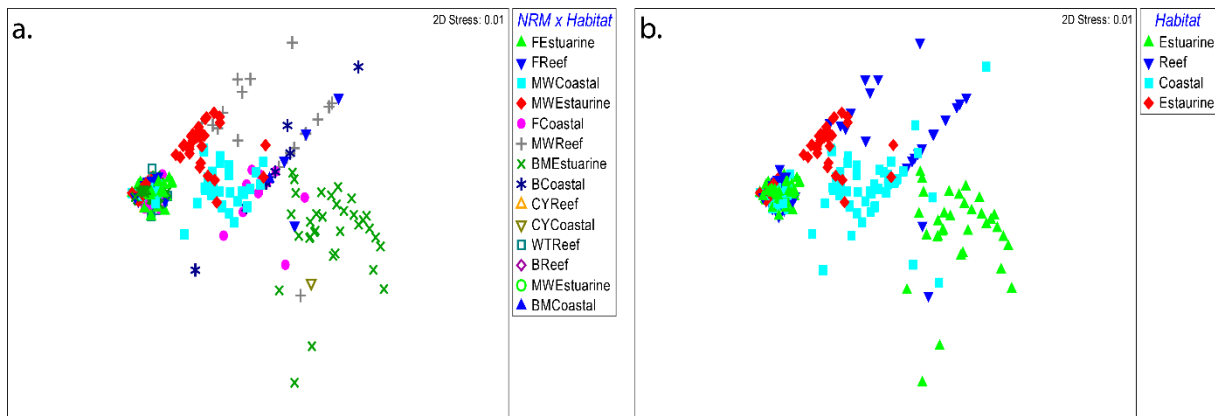 a.
2D Stress: 0.01
NRM x Habitat
FEstuarine
FReef
MWCoastal
MWEstaurine
FCoastal
MWReef
BMEstuarine
BCoastal
CYReef
CYCoastal
WTReef
BReef
MWEstuarine
BMCoastal
b.
2D Stress: 0.01
Habitat
Estuarine
Reef
Coastal
Estaurine